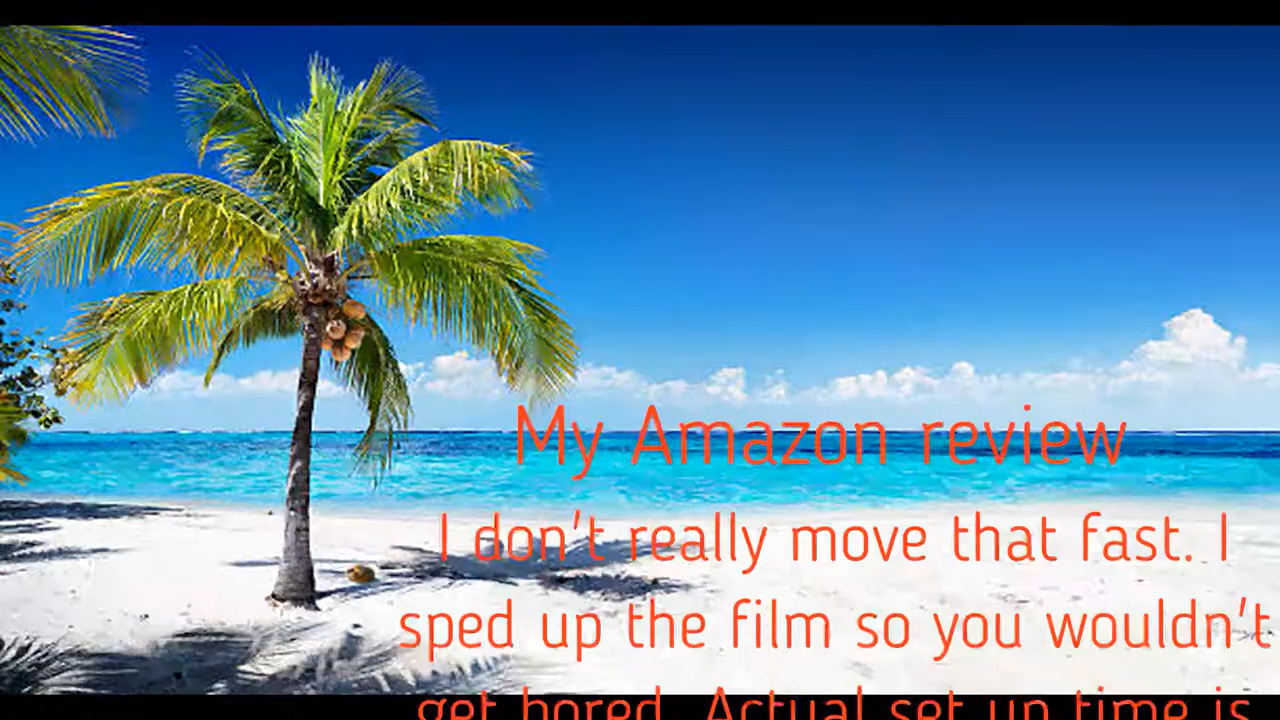 My Amazon review
I don't really move that fast. I
sped up the film so you wouldn't
get bored. Actual set up time is